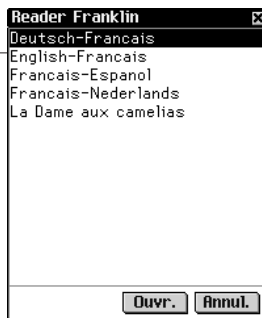 Reader Franklin
Deutsch-Francais
English-Francais
Francais-Espanol
Francais-Nederlands
La Dame aux camelias
Ouvr. Annul.